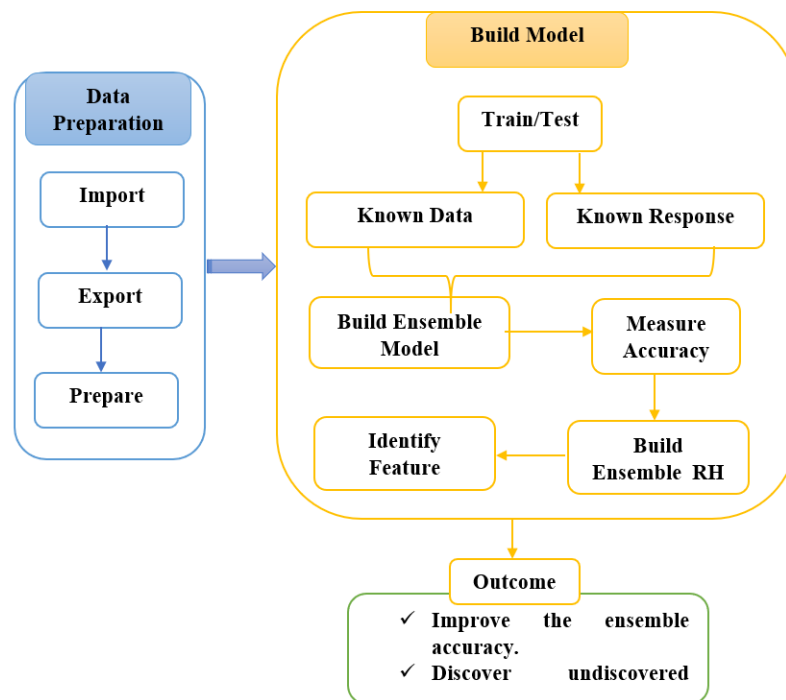 Data
Preparation
Import
Export
Prepare
Build Model
Train/Test
Known Data
Known Response
Build Ensemble
Model
Measure
Accuracy
Build
Ensemble RH
Identify
Feature
Outcome
✓ Improve the ensemble
accuracy.
✓ Discover undiscovered